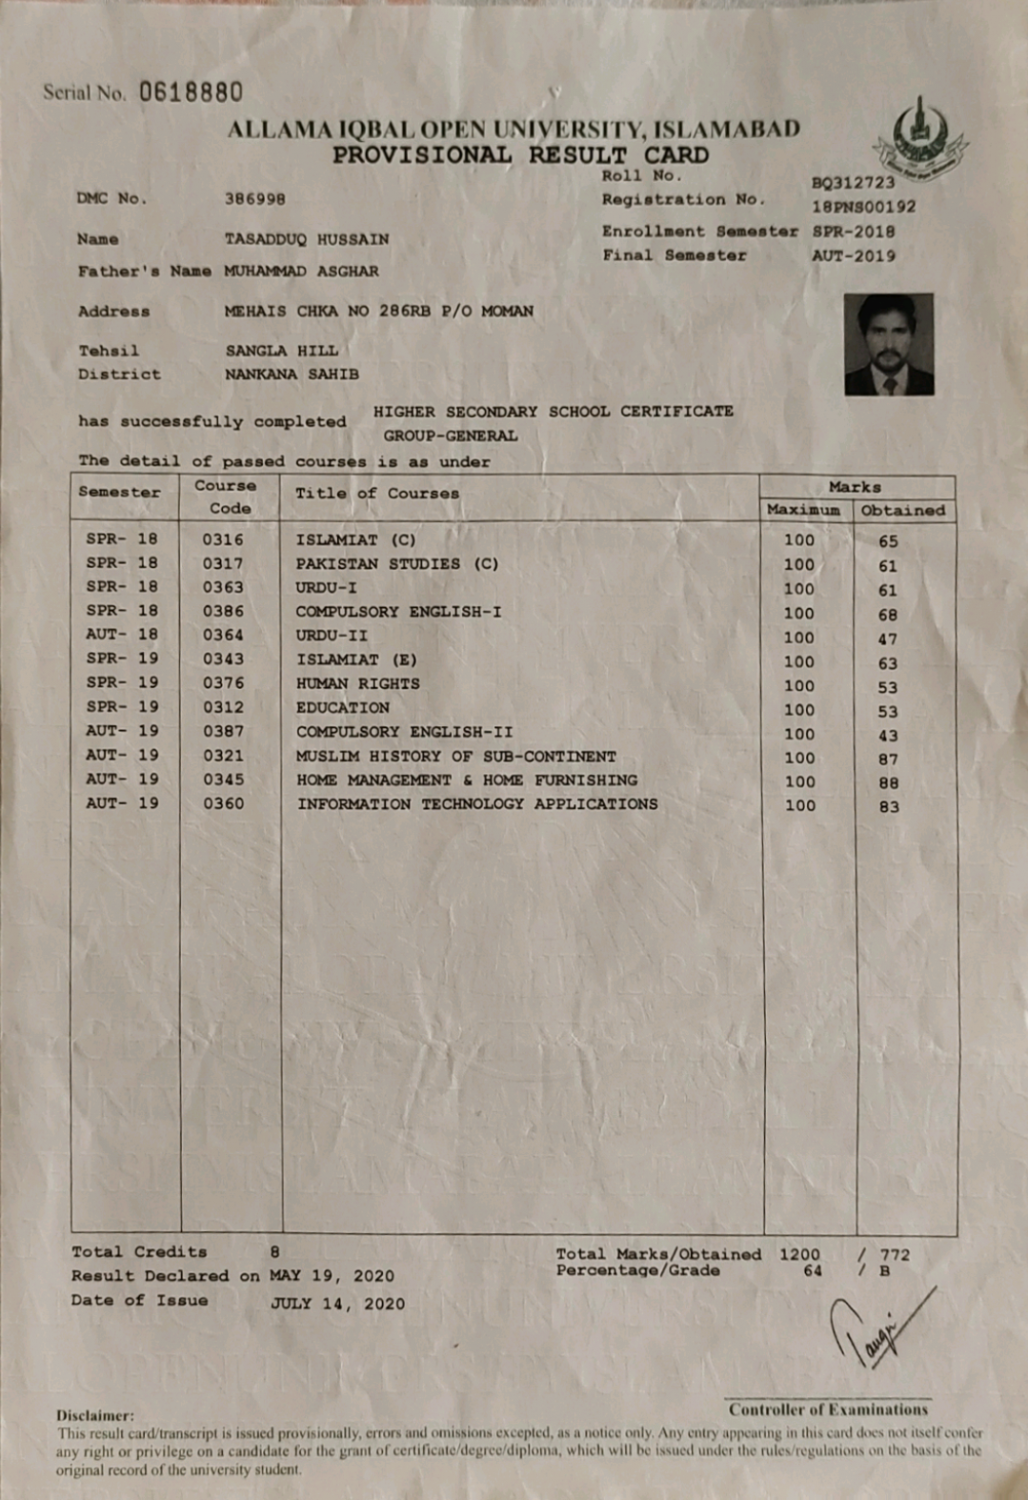 Serial No. 0618880
ALLAMA IQBAL OPEN UNIVERSITY, ISLAMABAD
PROVISIONAL RESULT CARD
Roll No. BQ312723
DMC No. 386998 Registration No. 18PNS00192
Enrollment Semester SPR-2018
Name TASADDUQ HUSSAIN Final Semester AUT-2019
Father's Name MUHAMMAD ASGHAR
Address MEHAIS CHKA NO 286RB P/O MOMAN
Tehsil SANGLA HILL
District NANKANA SAHIB
has successfully completed HIGHER SECONDARY SCHOOL CERTIFICATE
GROUP-GENERAL
The detail of passed courses is as under
Semester Course Code Title of Courses Marks
Maximum Obtained
SPR- 18 0316 ISLAMIAT (C) 100 65
SPR- 18 0317 PAKISTAN STUDIES (C) 100 61
SPR- 18 0363 URDU-I 100 61
SPR- 18 0386 COMPULSORY ENGLISH-I 100 68
AUT- 18 0364 URDU-II 100 47
SPR- 19 0343 ISLAMIAT (E) 100 63
SPR- 19 0376 HUMAN RIGHTS 100 53
SPR- 19 0312 EDUCATION 100 53
AUT- 19 0387 COMPULSORY ENGLISH-II 100 43
AUT- 19 0321 MUSLIM HISTORY OF SUB-CONTINENT 100 87
AUT- 19 0345 HOME MANAGEMENT & HOME FURNISHING 100 88
AUT- 19 0360 INFORMATION TECHNOLOGY APPLICATIONS 100 83
Total Credits 8 Total Marks/Obtained 1200 / 772
Result Declared on MAY 19, 2020 Percentage/Grade 64 / B
Date of Issue JULY 14, 2020
Controller of Examinations
Disclaimer:
This result card/transcript is issued provisionally, errors and omissions excepted, as a notice only. Any entry appearing in this card does not itself confer
any right or privilege on a candidate for the grant of certificate/degree/diploma, which will be issued under the rules/regulations on the basis of the
original record of the university student.